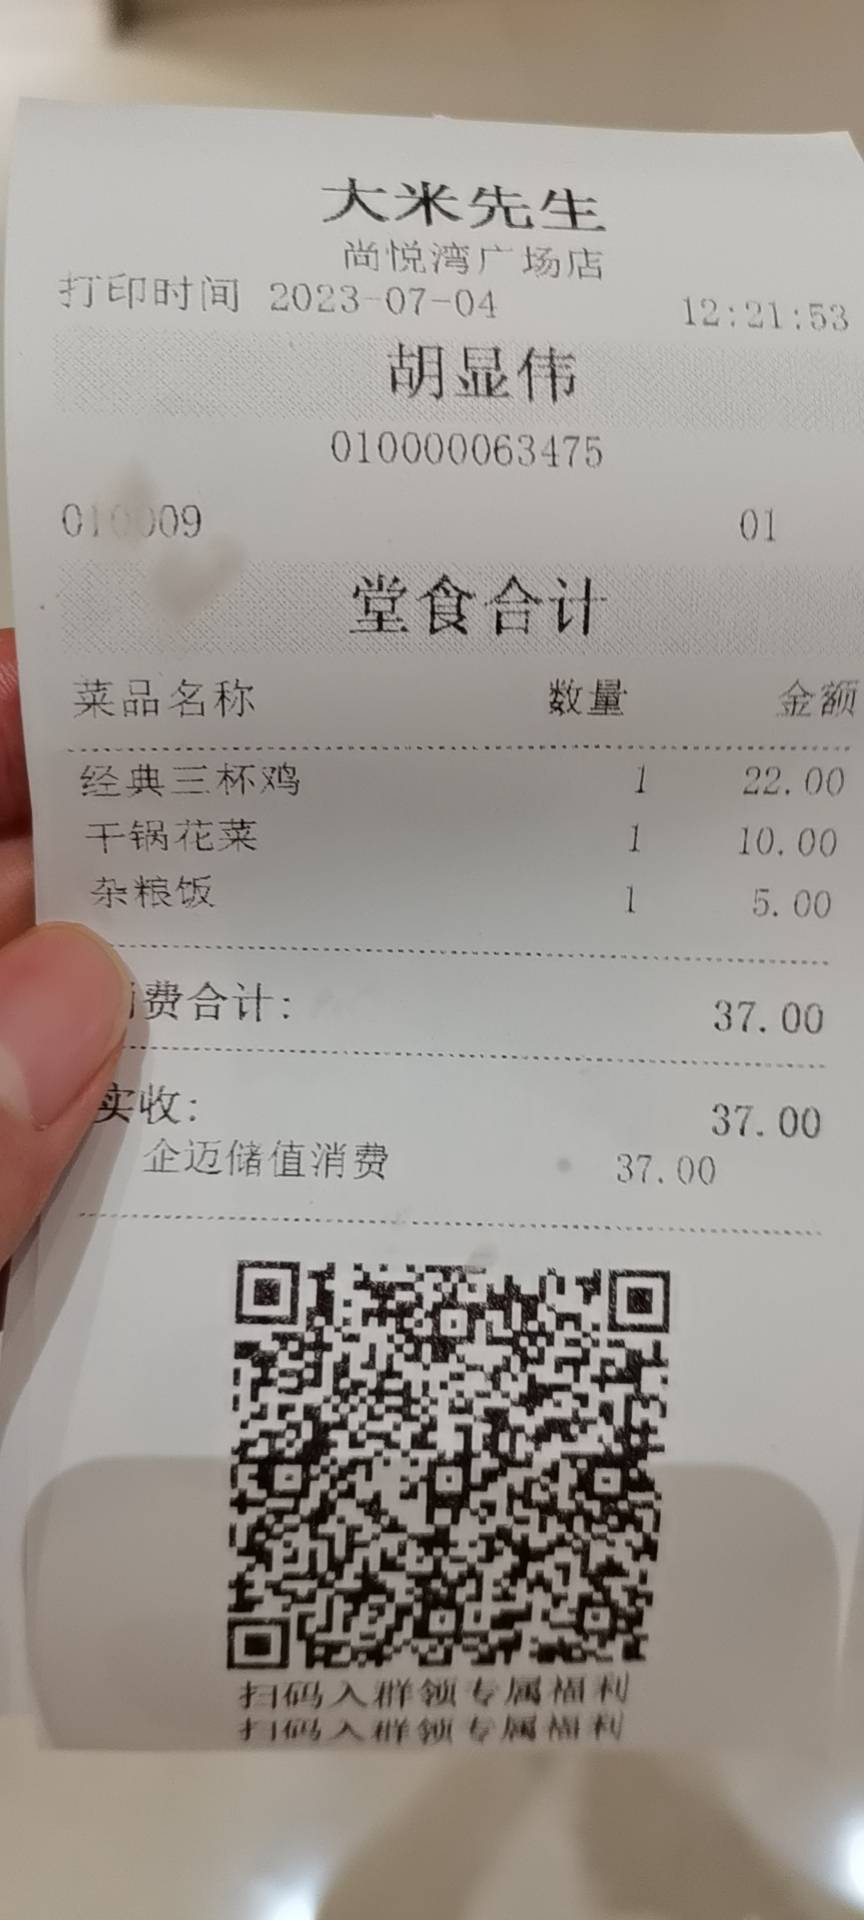 大米先生
尚悦湾广场店
打印时间 2023-07-04 12:21:53
胡显伟
010000063475
010009 01
堂食合计
菜品名称 数量 金额
经典三杯鸡 1 22.00
干锅花菜 1 10.00
杂粮饭 1 5.00
消费合计: 37.00
实收: 37.00
企迈储值消费 37.00
扫码入群领专属福利
扫码入群领专属福利